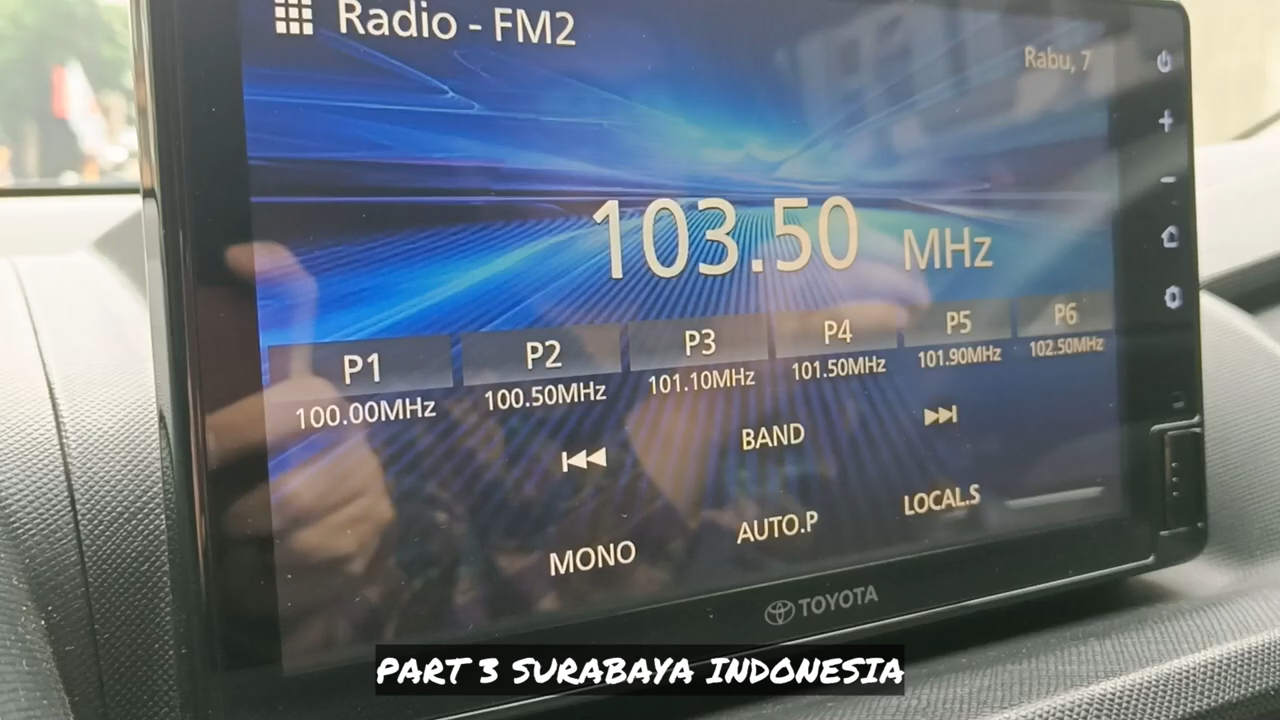 Radio - FM2
Rabu, 7
103.50 MHz
P1 P2 P3 P4 P5 P6
100.00MHz 100.50MHz 101.10MHz 101.50MHz 101.90MHz 102.50MHz
BAND
MONO AUTO.P LOCAL.S
TOYOTA
PART 3 SURABAYA INDONESIA